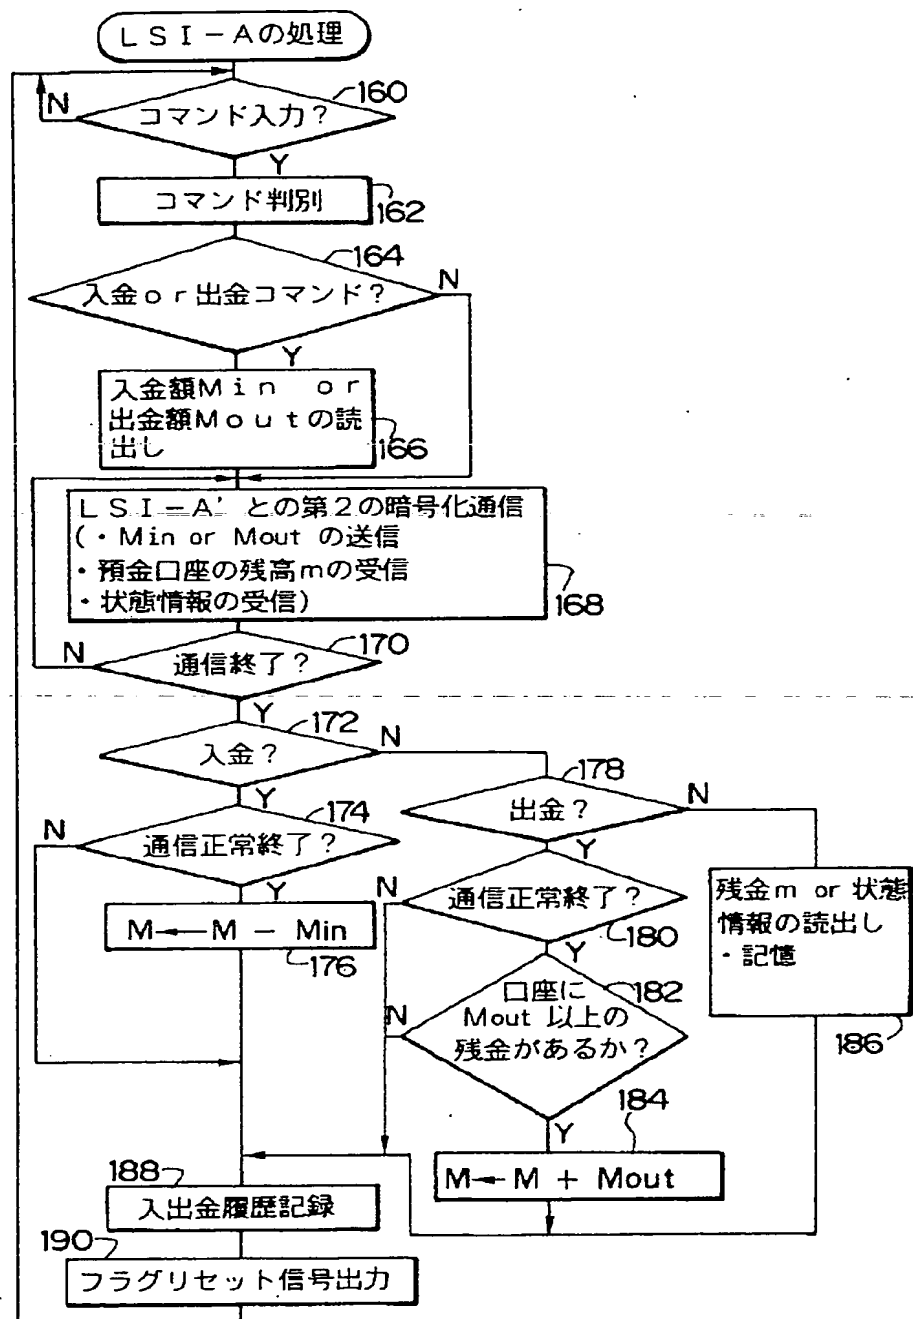 LSI-Aの処理
160
N
コマンド入力?
Y
コマンド判別
162
164
N
入金or出金コマンド?
Y
入金額Min or
出金額Moutの読
出し
166
LSI-A'との第2の暗号化通信
(・Min or Mout の送信
・預金口座の残高mの受信
・状態情報の受信)
168
170
N
通信終了?
Y
172
N
入金?
178
Y
N
174
出金?
N
Y
通信正常終了?
N
通信正常終了?
残金m or 状態
情報の読出し
・記憶
Y
180
M←M - Min
Y
176
182
口座に
N
Mout 以上の
残金があるか?
186
184
Y
188
M←M + Mout
入出金履歴記録
190
フラグリセット信号出力